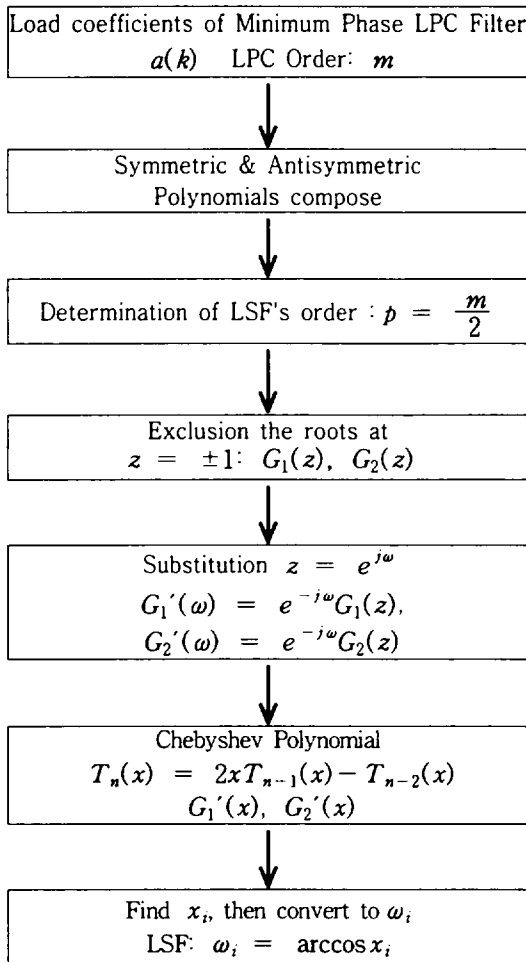 Load coefficients of Minimum Phase LPC Filter
a(k) LPC Order: m
Symmetric & Antisymmetric
Polynomials compose
Determination of LSF's order : p = m/2
Exclusion the roots at
z = ±1: G₁(z), G₂(z)
Substitution z = e^{jω}
G₁′(ω) = e^{-jω}G₁(z),
G₂′(ω) = e^{-jω}G₂(z)
Chebyshev Polynomial
Tₙ(x) = 2xTₙ₋₁(x) − Tₙ₋₂(x)
G₁′(x), G₂′(x)
Find xᵢ, then convert to ωᵢ
LSF: ωᵢ = arccos xᵢ